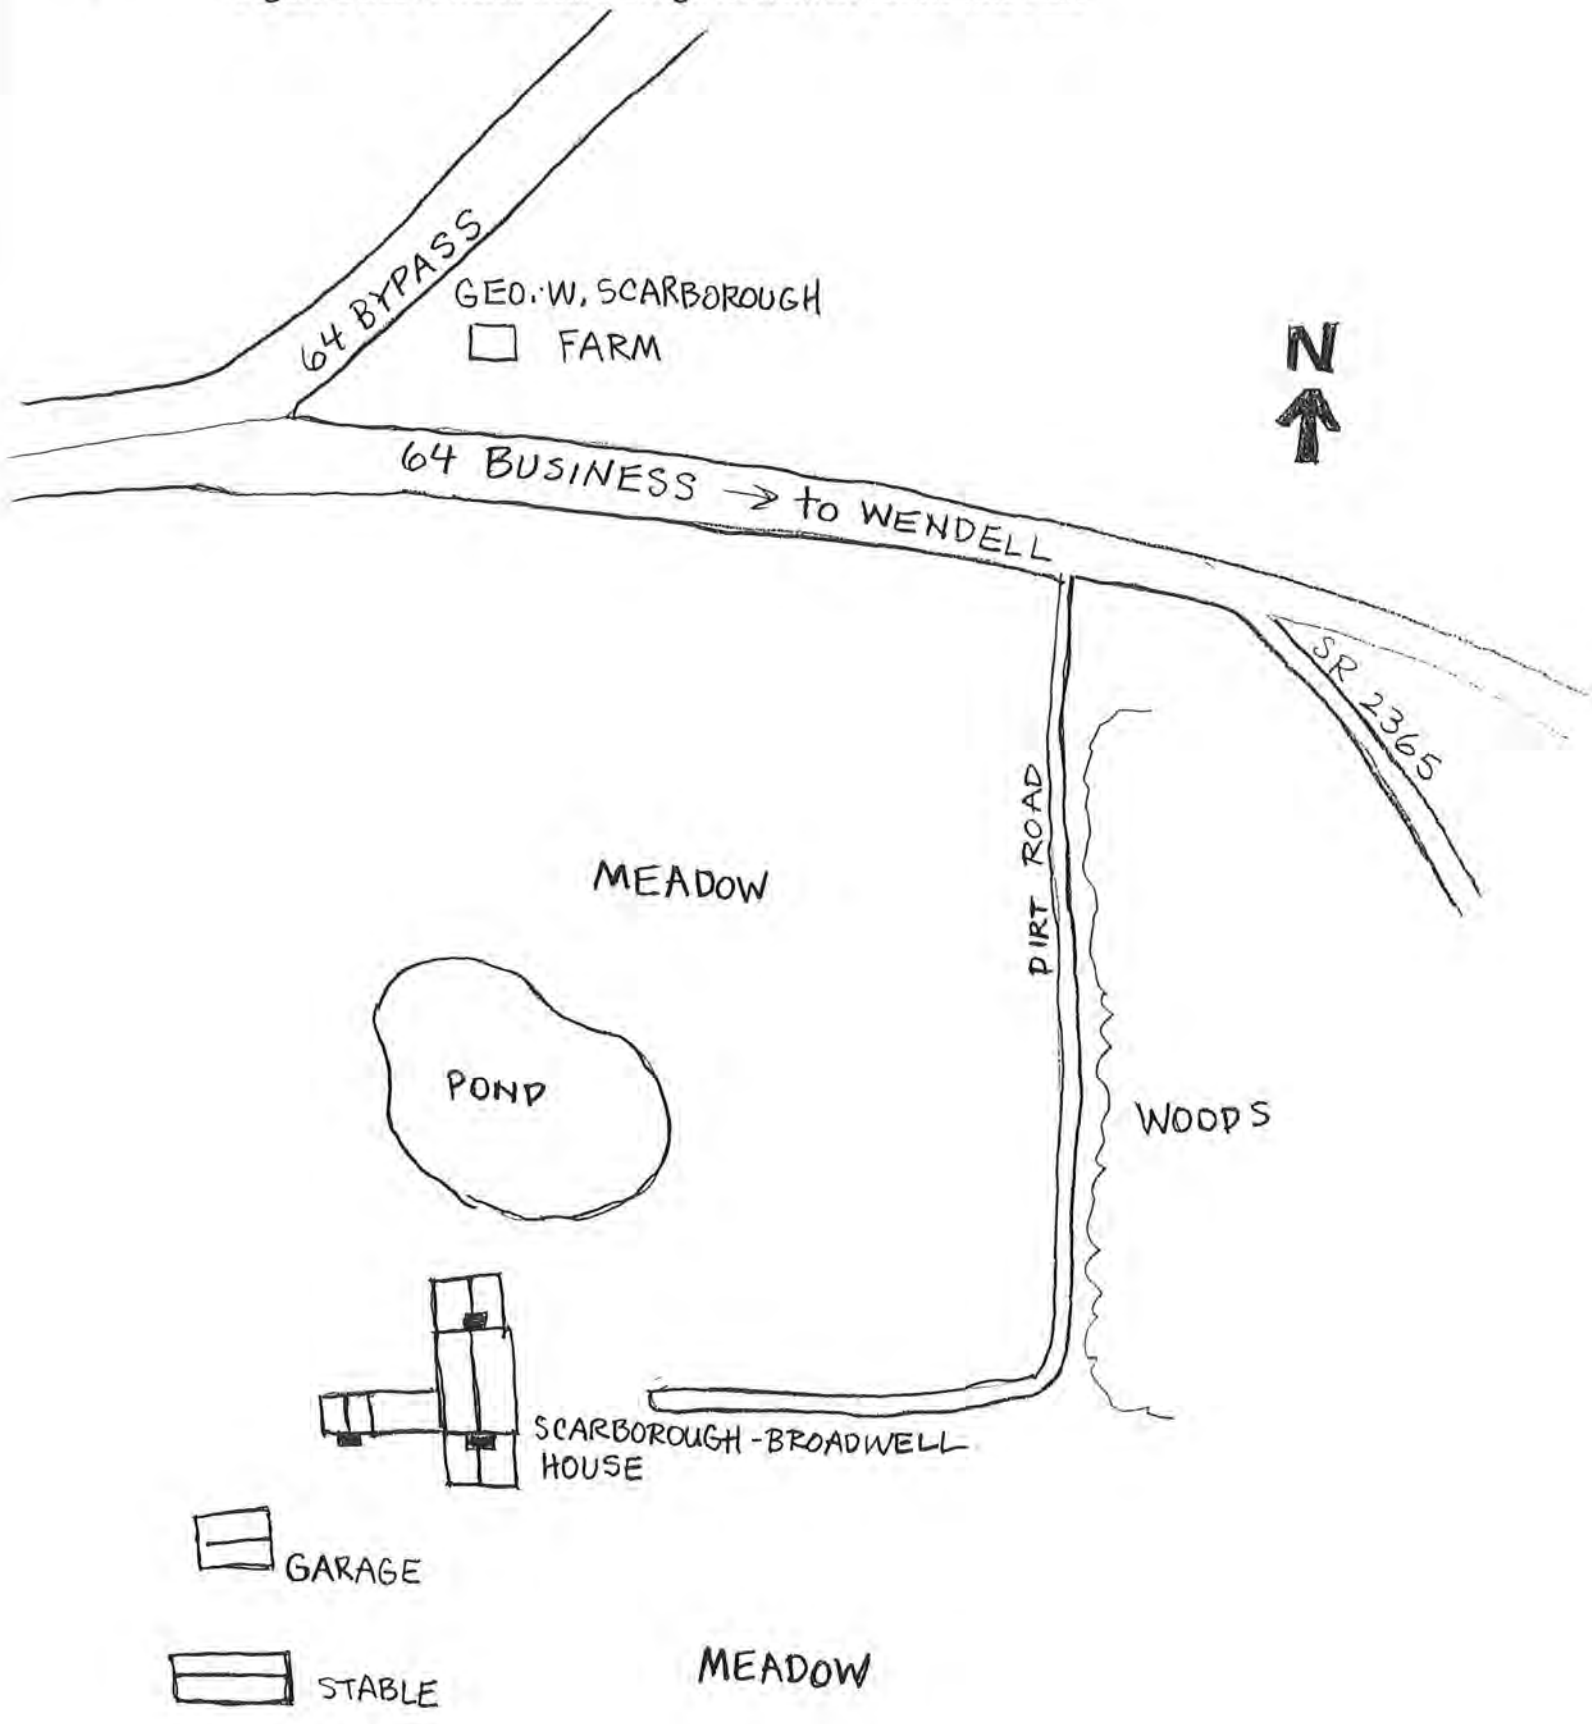 64 BYPASS
GEO. W. SCARBOROUGH
FARM
N
64 BUSINESS → to WENDELL
SR 2365
DIRT ROAD
MEADOW
POND
WOODS
SCARBOROUGH-BROADWELL
HOUSE
GARAGE
STABLE
MEADOW